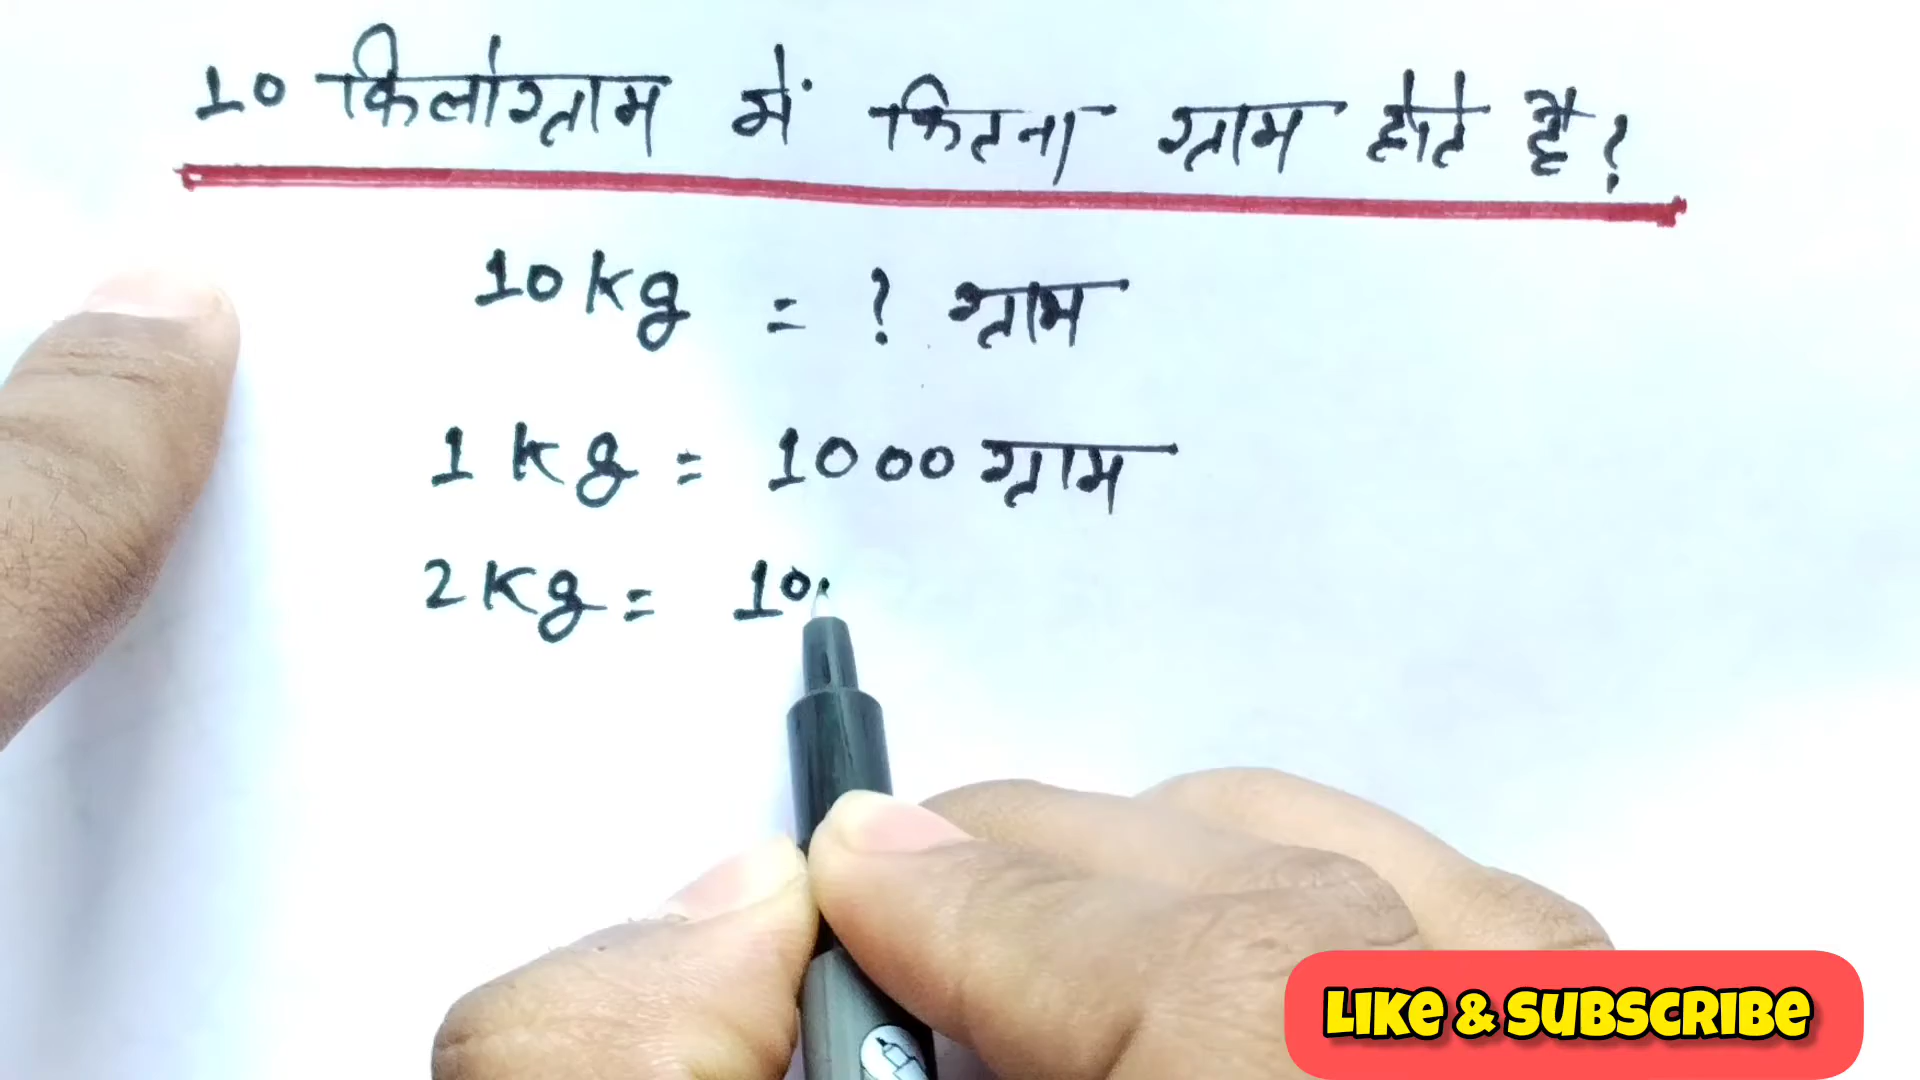 10 किलोग्राम में कितना ग्राम होते है ?
10 kg = ? ग्राम
1 kg = 1000 ग्राम
2 kg = 10
LIKE & SUBSCRIBE